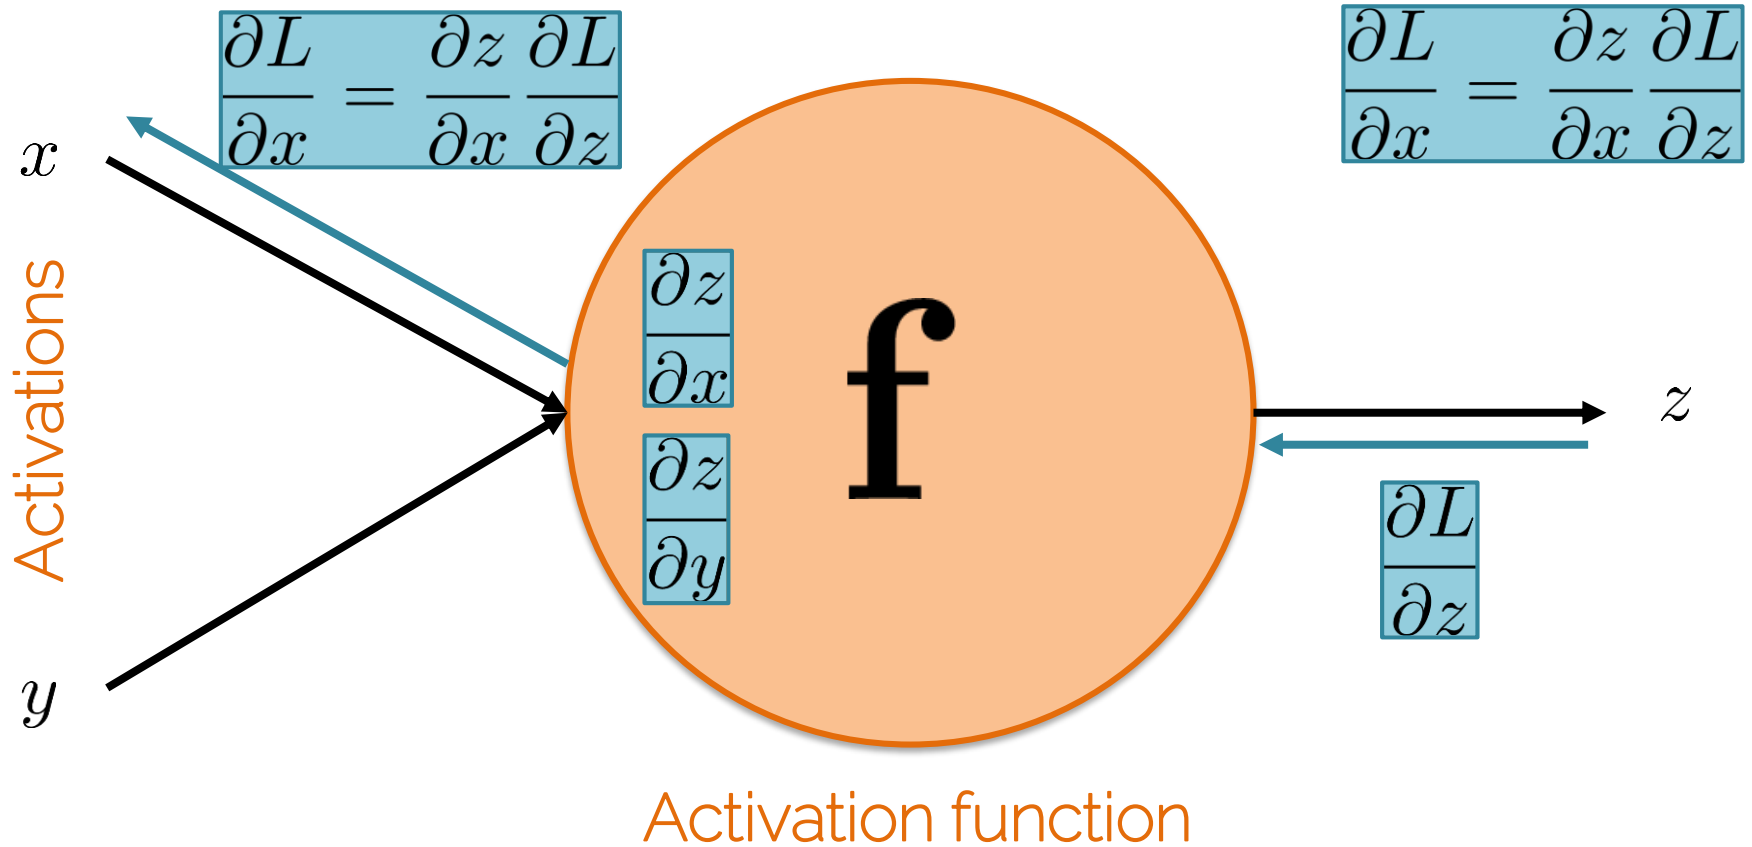 ∂L/∂x = ∂z/∂x ∂L/∂z
∂L/∂x = ∂z/∂x ∂L/∂z
x
Activations
y
∂z/∂x
∂z/∂y
f
z
∂L/∂z
Activation function